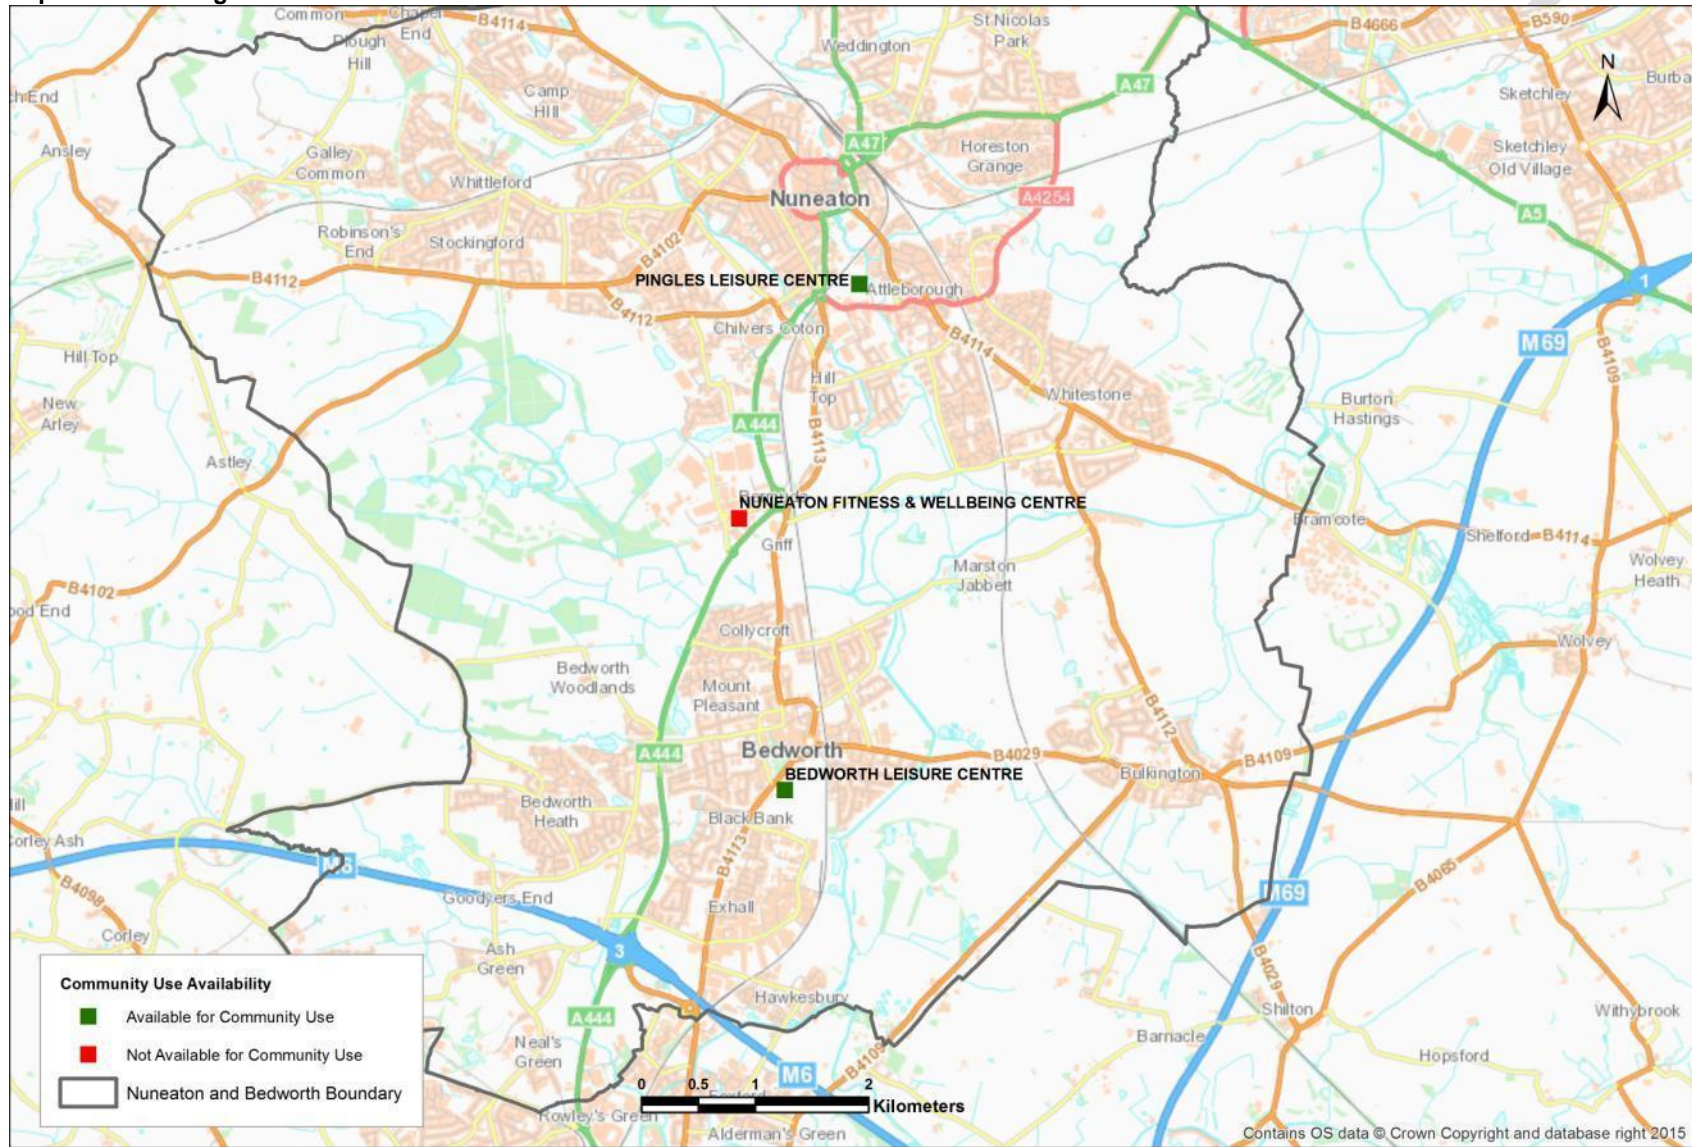 Common
Chapel
End
B4114
Plough
Hill
Weddington
St Nicolas
Park
B4666
B590
N
Burba
ch End
Camp
Hill
A47
Sketchley
Ansley
Galley
Common
Whittleford
A47
Horeston
Grange
Sketchley
Old Village
Nuneaton
A4254
A5
Robinson's
End
Stockingford
B4102
B4112
PINGLES LEISURE CENTRE
Attleborough
1
B4112
Chilvers Coton
B4114
M69
B4109
Hill Top
Hill
Top
Whitestone
New
Arley
Burton
Hastings
A444
B4113
Astley
NUNEATON FITNESS & WELLBEING CENTRE
Bramcote
Shelford
B4114
Griff
Wolvey
Heath
Marston
Jabbett
B4102
ood End
Collycroft
Wolvey
Bedworth
Woodlands
Mount
Pleasant
B4112
Bedworth
A444
B4029
B4109
BEDWORTH LEISURE CENTRE
Bulkington
Bedworth
Heath
Black Bank
orley Ash
M6
B4113
B4065
B4098
Goodyers End
Exhall
M69
Corley
Ash
Green
3
B4029
Hawkesbury
A444
Shilton
Withybrook
Neal's
Green
Barnacle
Hopsford
B4109
M6
Rowley's Green
Alderman's Green
Community Use Availability
Available for Community Use
Not Available for Community Use
Nuneaton and Bedworth Boundary
0 0.5 1 2
Kilometers
Contains OS data © Crown Copyright and database right 2015